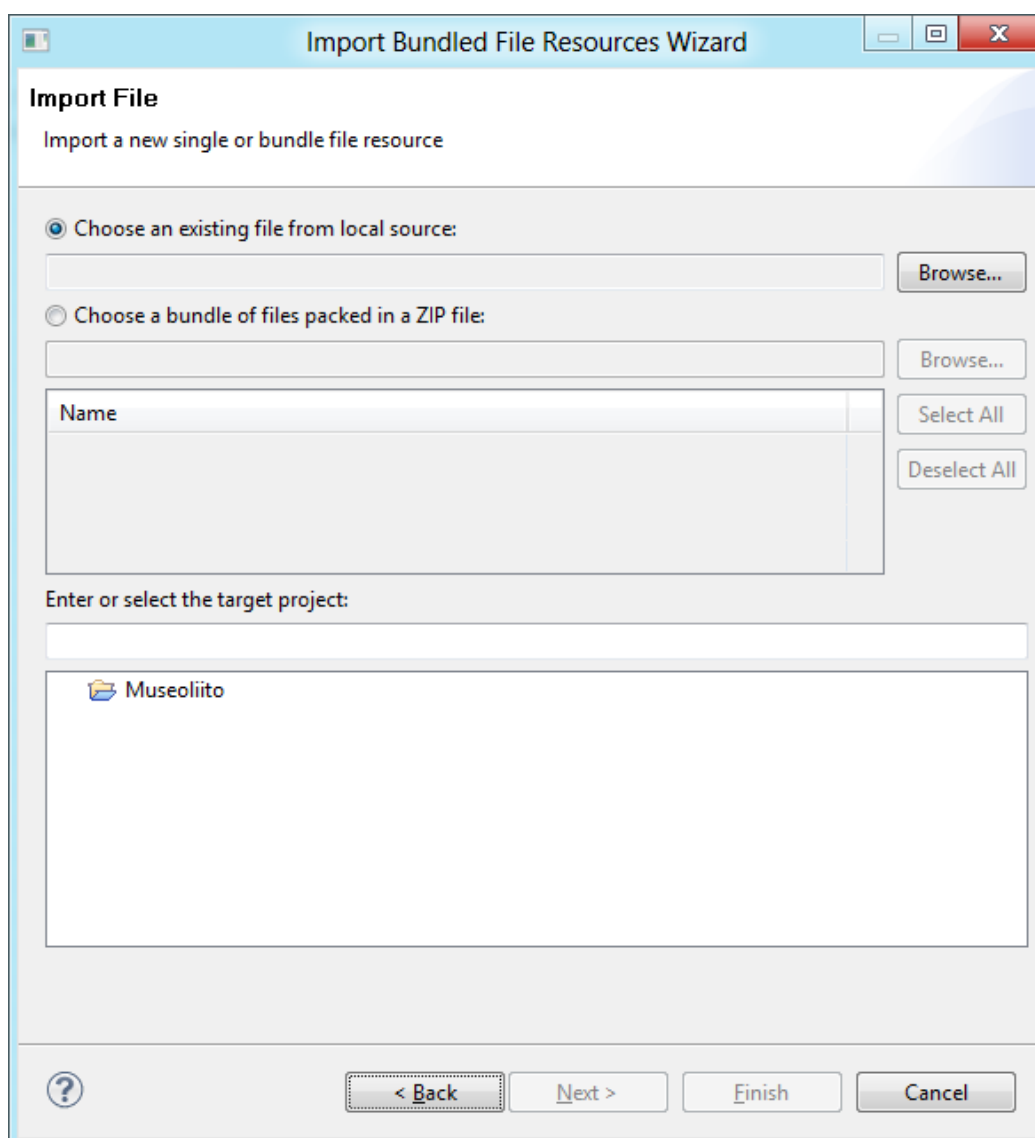 Import Bundled File Resources Wizard
Import File
Import a new single or bundle file resource
Choose an existing file from local source:
Browse...
Choose a bundle of files packed in a ZIP file:
Browse...
Name
Select All
Deselect All
Enter or select the target project:
Museoliito
< Back Next > Finish Cancel